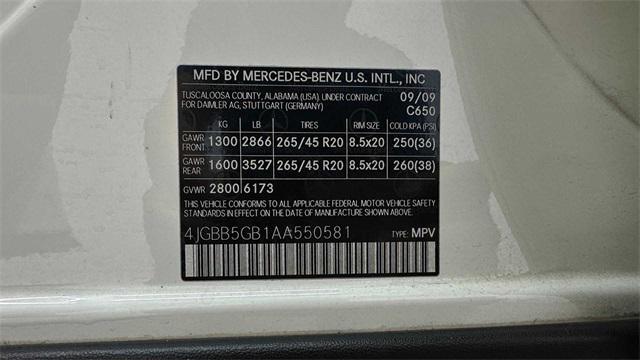 MFD BY MERCEDES-BENZ U.S. INTL., INC
TUSCALOOSA COUNTY, ALABAMA (USA) UNDER CONTRACT 09/09
FOR DAIMLER AG, STUTTGART (GERMANY) C650
KG LB TIRES RIM SIZE COLD KPA (PSI)
GAWR FRONT 1300 2866 265/45 R20 8.5x20 250(36)
GAWR REAR 1600 3527 265/45 R20 8.5x20 260(38)
GVWR 2800 6173
THIS VEHICLE CONFORMS TO ALL APPLICABLE FEDERAL MOTOR VEHICLE SAFETY
STANDARDS IN EFFECT ON THE DATE OF MANUFACTURE SHOWN ABOVE.
4JGBB5GB1AA550581 TYPE: MPV